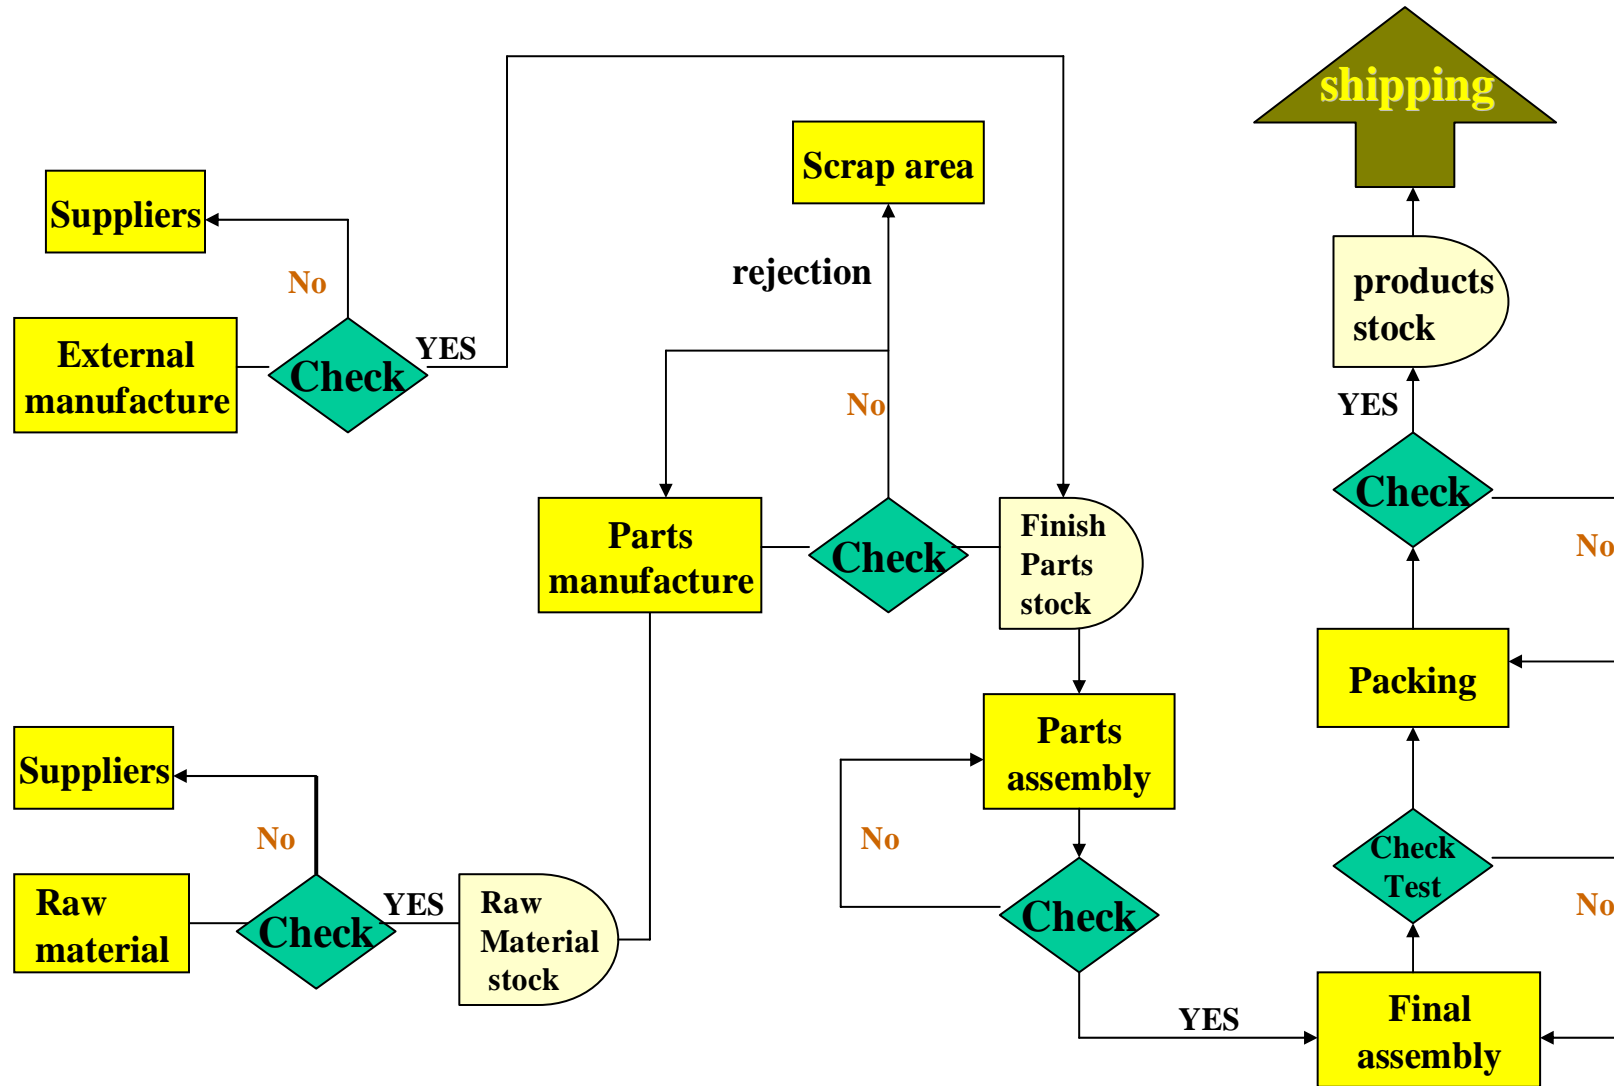 shipping
Scrap area
Suppliers
No
rejection
products
stock
External
manufacture
Check
YES
No
YES
Check
No
Parts
manufacture
Check
Finish
Parts
stock
Packing
Suppliers
No
Parts
assembly
No
Check
Test
No
Raw
material
Check
YES
Raw
Material
stock
Check
YES
Final
assembly